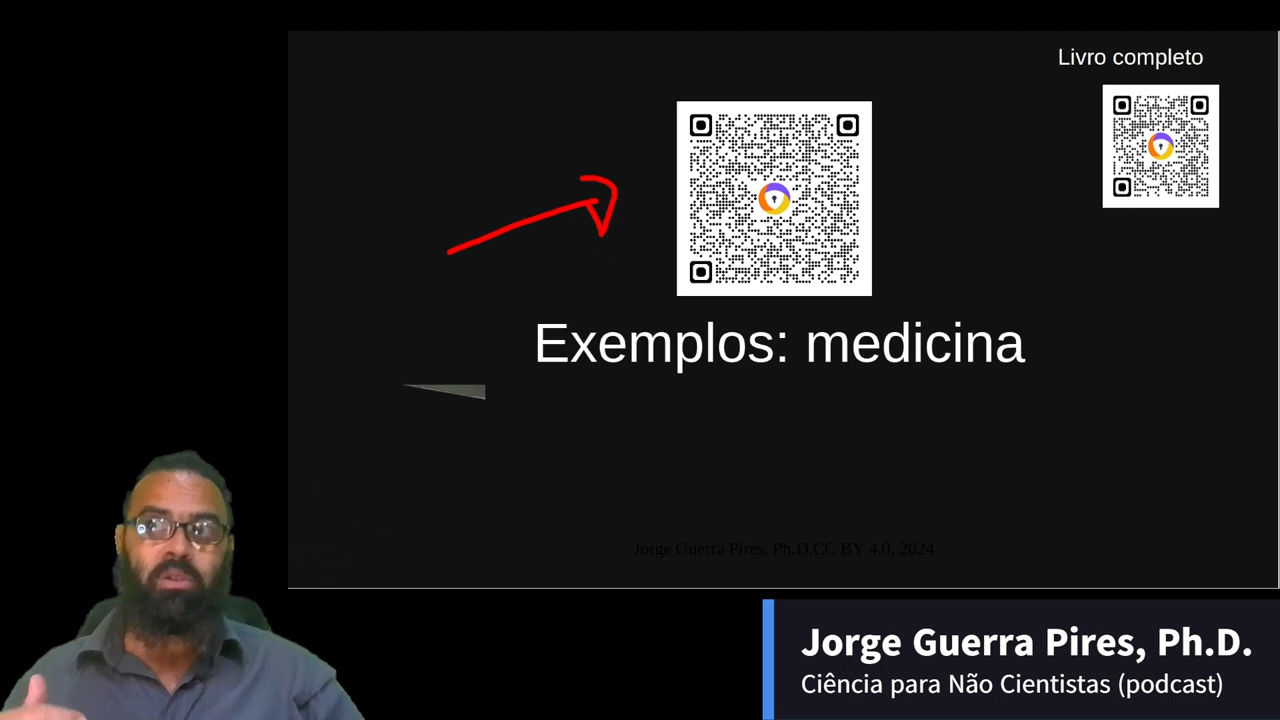 Livro completo
Exemplos: medicina
Jorge Guerra Pires, Ph.D.CC BY 4.0, 2024
Jorge Guerra Pires, Ph.D.
Ciência para Não Cientistas (podcast)